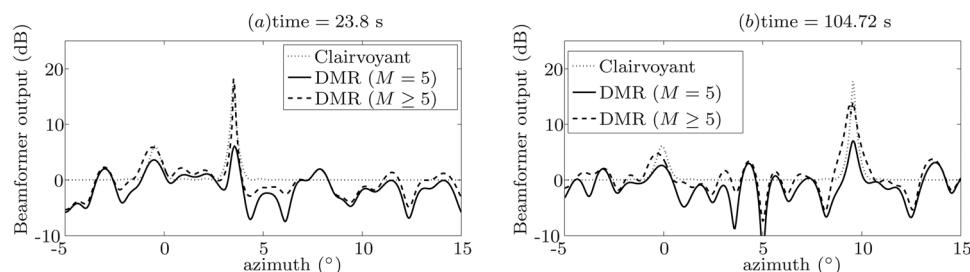 (a)time = 23.8 s
Beamformer output (dB)
20
10
0
-10
-5
0
5
10
15
azimuth (°)
Clairvoyant
DMR (M = 5)
DMR (M ≥ 5)
(b)time = 104.72 s
Beamformer output (dB)
20
10
0
-10
-5
0
5
10
15
azimuth (°)
Clairvoyant
DMR (M = 5)
DMR (M ≥ 5)